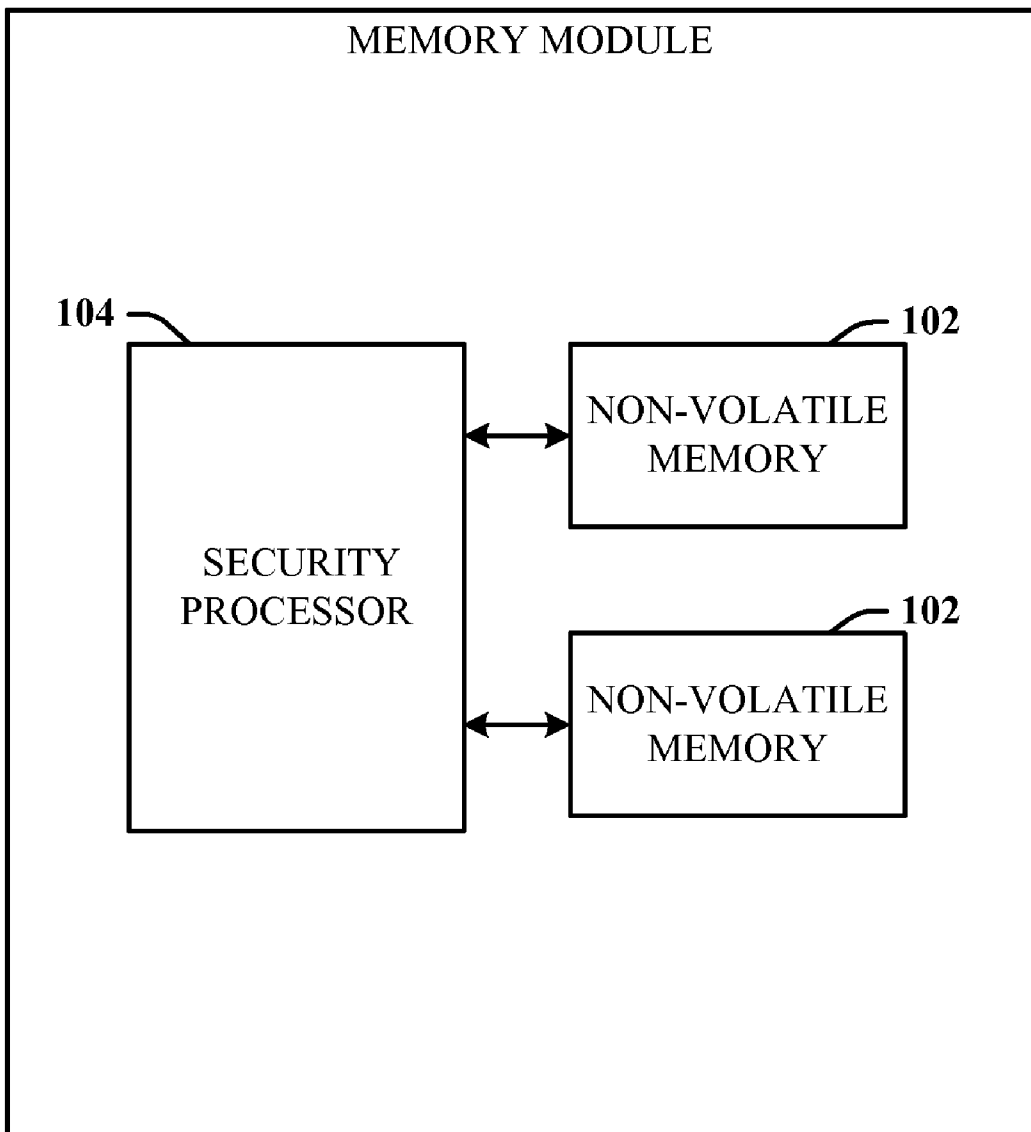 MEMORY MODULE
104
102
NON-VOLATILE
MEMORY
SECURITY
PROCESSOR
102
NON-VOLATILE
MEMORY